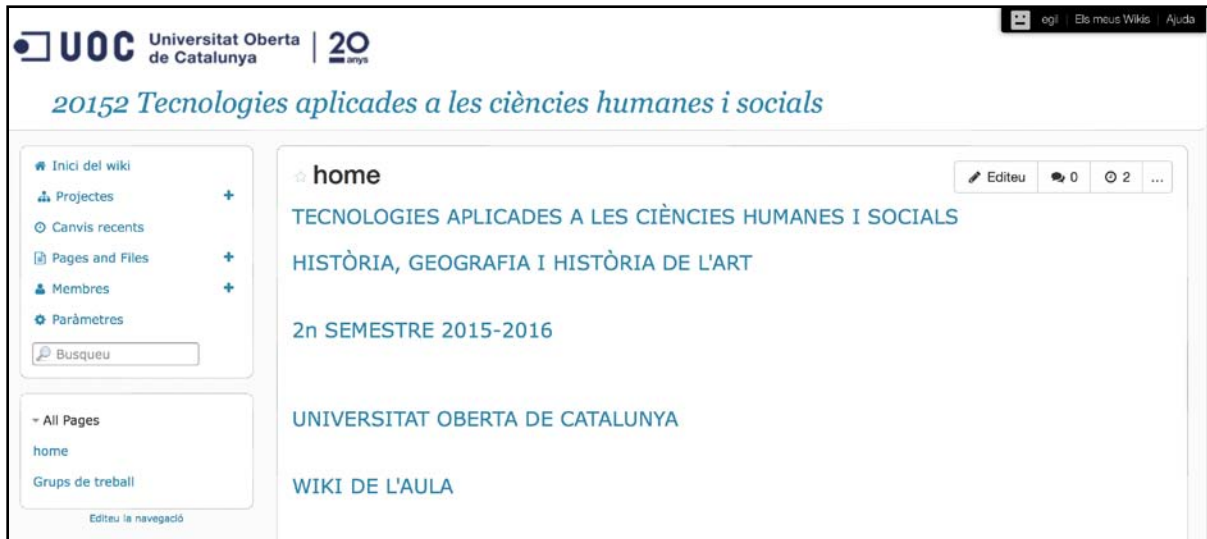 egil | Els meus Wikis | Ajuda
UOC Universitat Oberta de Catalunya | 20 anys
20152 Tecnologies aplicades a les ciències humanes i socials
Inici del wiki
Projectes +
Canvis recents
Pages and Files +
Membres +
Paràmetres
Busqueu
All Pages
home
Grups de treball
Editeu la navegació
home
Editeu 0 2 ...
TECNOLOGIES APLICADES A LES CIÈNCIES HUMANES I SOCIALS
HISTÒRIA, GEOGRAFIA I HISTÒRIA DE L'ART
2n SEMESTRE 2015-2016
UNIVERSITAT OBERTA DE CATALUNYA
WIKI DE L'AULA